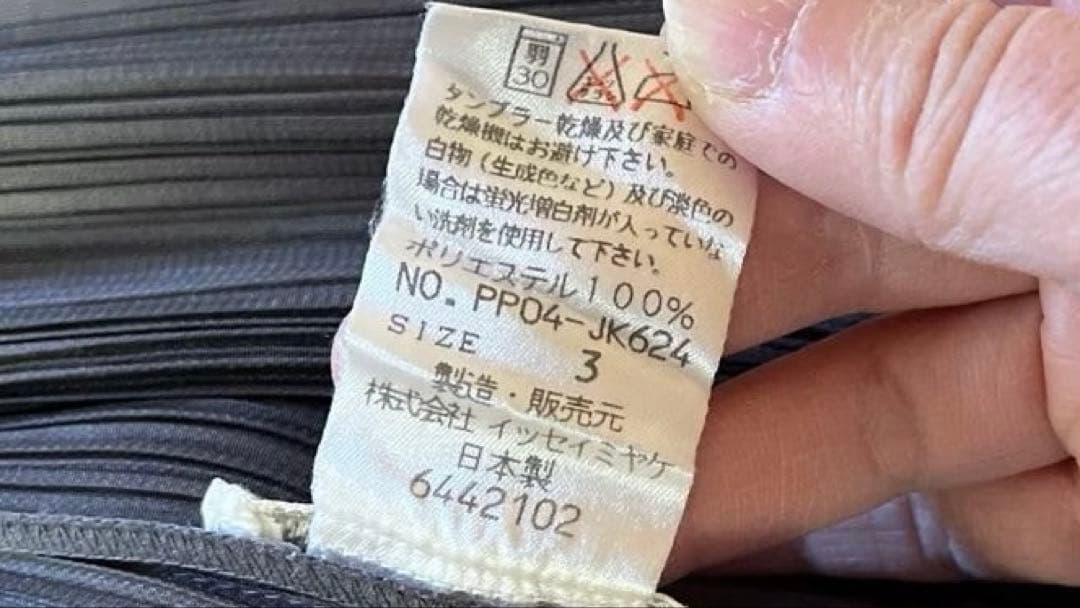 弱
30
タンブラー乾燥及び家庭での
乾燥機はお避け下さい。
白物（生成色など）及び淡色の
場合は蛍光増白剤が入っていな
い洗剤を使用して下さい。
ポリエステル100%
NO. PP04-JK624
SIZE 3
製造・販売元
株式会社 イッセイミヤケ
日本製
6442102